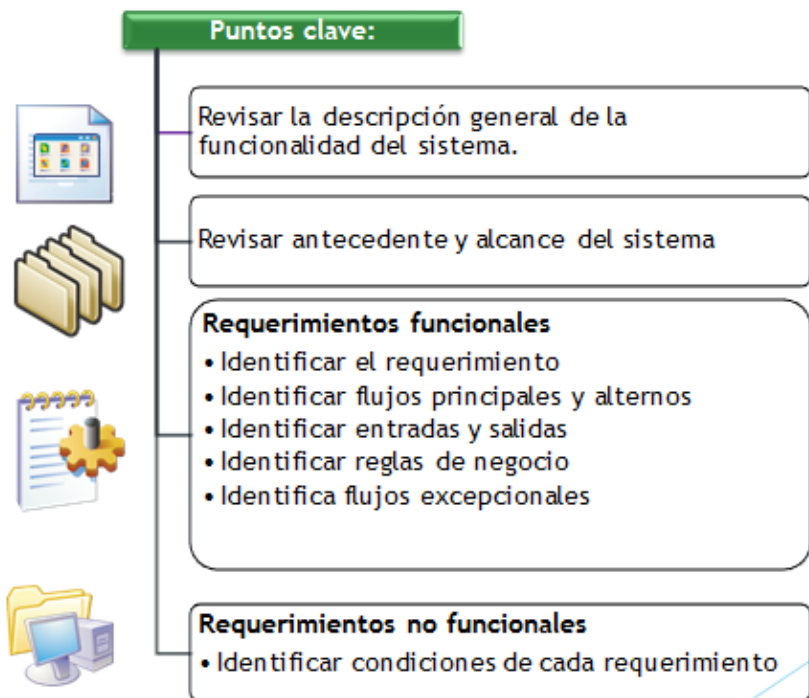 Puntos clave:
Revisar la descripción general de la
funcionalidad del sistema.
Revisar antecedente y alcance del sistema
Requerimientos funcionales
• Identificar el requerimiento
• Identificar flujos principales y alternos
• Identificar entradas y salidas
• Identificar reglas de negocio
• Identifica flujos excepcionales
Requerimientos no funcionales
• Identificar condiciones de cada requerimiento